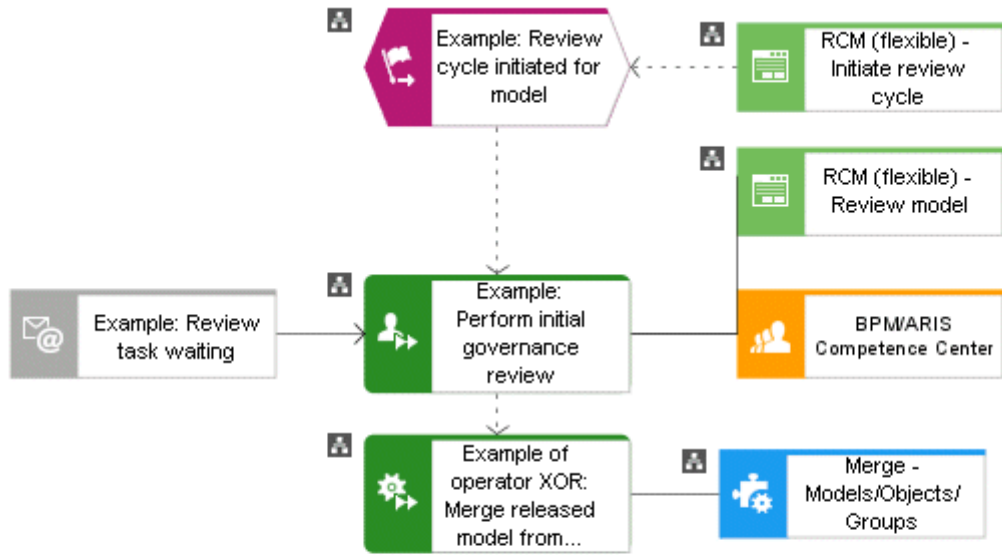 Example: Review
cycle initiated for
model
RCM (flexible) -
Initiate review
cycle
RCM (flexible) -
Review model
Example: Review
task waiting
Example:
Perform initial
governance
review
BPM/ARIS
Competence Center
Example of
operator XOR:
Merge released
model from...
Merge -
Models/Objects/
Groups